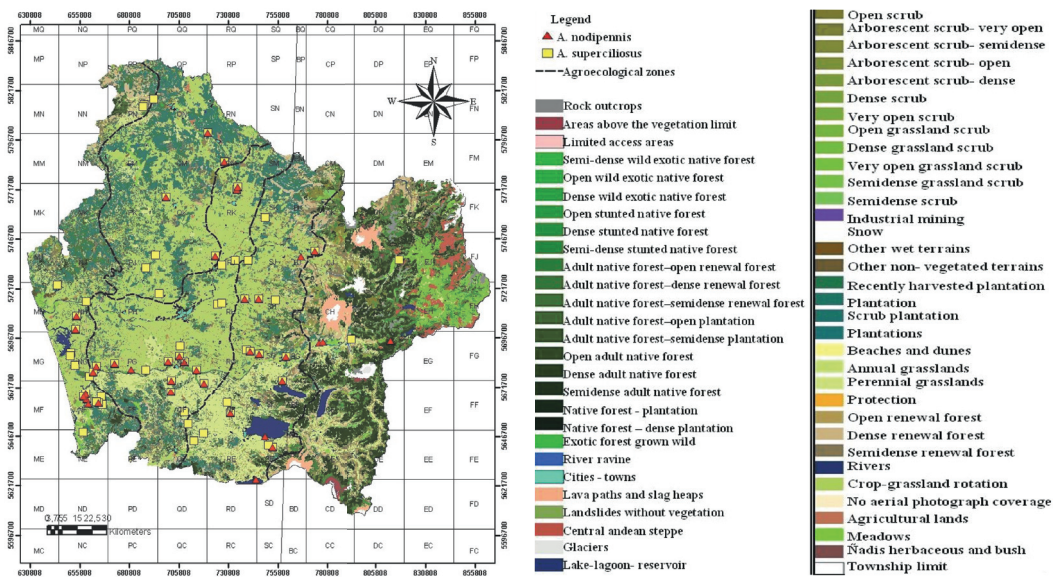 630808 655808 680808 705808 730808 755808 780808 805808 830808 855808
MQ NQ PQ QQ RQ SQ BQ CQ DQ EQ FQ
MP NP QP RP SP BP CP DP EP FP
MN NN SN BN CN FN
MM CM DM EM FM
MK RK FK
FJ
CH
MG EG FG
MF EF FF
ME EE FE
MD ND PD QD RD SD BD CD DD ED FD
MC NC PC QC RC SC BC CC DC EC FC
5846700
5821700
5796700
5771700
5746700
5721700
5696700
5646700
5621700
5596700
N
W E
S
Kilometers
630808 655808 680808 705808 730808 755808 780808 805808 830808 855808
Legend
A. nodipennis
A. superciliosus
Agroecological zones
Rock outcrops
Areas above the vegetation limit
Limited access areas
Semi-dense wild exotic native forest
Open wild exotic native forest
Dense wild exotic native forest
Open stunted native forest
Dense stunted native forest
Semi-dense stunted native forest
Adult native forest–open renewal forest
Adult native forest–dense renewal forest
Adult native forest–semidense renewal forest
Adult native forest–open plantation
Adult native forest–semidense plantation
Open adult native forest
Dense adult native forest
Semidense adult native forest
Native forest - plantation
Native forest – dense plantation
Exotic forest grown wild
River ravine
Cities - towns
Lava paths and slag heaps
Landslides without vegetation
Central andean steppe
Glaciers
Lake-lagoon- reservoir
Open scrub
Arborescent scrub- very open
Arborescent scrub- semidense
Arborescent scrub- open
Arborescent scrub- dense
Dense scrub
Very open scrub
Open grassland scrub
Dense grassland scrub
Very open grassland scrub
Semidense grassland scrub
Semidense scrub
Industrial mining
Snow
Other wet terrains
Other non- vegetated terrains
Recently harvested plantation
Plantation
Scrub plantation
Plantations
Beaches and dunes
Annual grasslands
Perennial grasslands
Protection
Open renewal forest
Dense renewal forest
Semidense renewal forest
Rivers
Crop-grassland rotation
No aerial photograph coverage
Agricultural lands
Meadows
Ñadis herbaceous and bush
Township limit